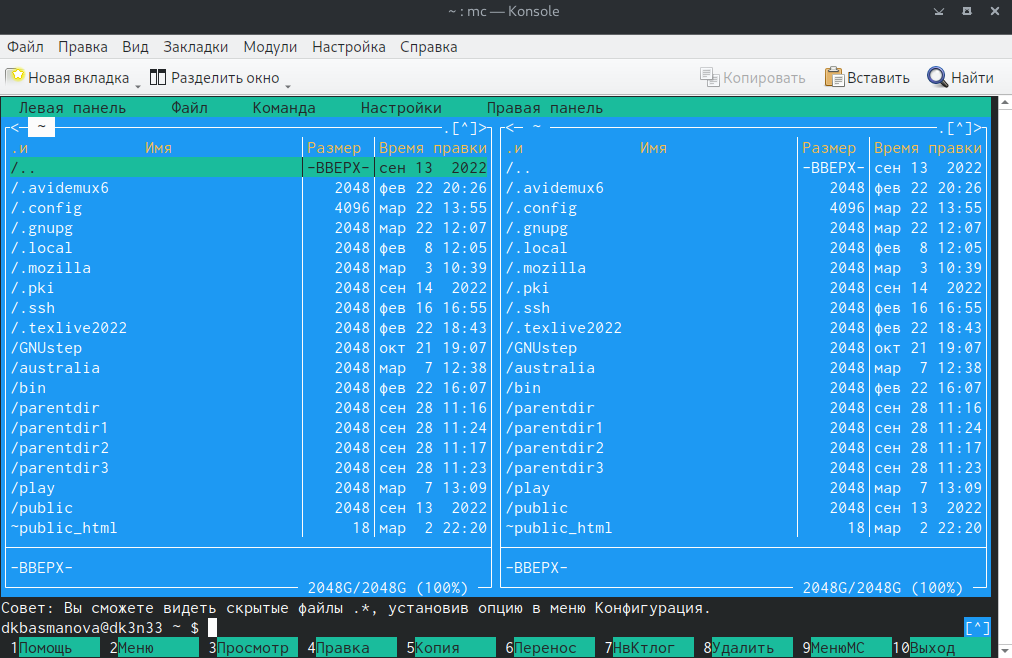 ~ : mc — Konsole
Файл Правка Вид Закладки Модули Настройка Справка
Новая вкладка Разделить окно Копировать Вставить Найти
Левая панель Файл Команда Настройки Правая панель
<─ ~ ─.[^]> <─ ~ ─.[^]>
.и Имя Размер Время правки .и Имя Размер Время правки
/.. -ВВЕРХ- сен 13 2022 /.. -ВВЕРХ- сен 13 2022
/.avidemux6 2048 фев 22 20:26 /.avidemux6 2048 фев 22 20:26
/.config 4096 мар 22 13:55 /.config 4096 мар 22 13:55
/.gnupg 2048 мар 22 12:07 /.gnupg 2048 мар 22 12:07
/.local 2048 фев 8 12:05 /.local 2048 фев 8 12:05
/.mozilla 2048 мар 3 10:39 /.mozilla 2048 мар 3 10:39
/.pki 2048 сен 14 2022 /.pki 2048 сен 14 2022
/.ssh 2048 фев 16 16:55 /.ssh 2048 фев 16 16:55
/.texlive2022 2048 фев 22 18:43 /.texlive2022 2048 фев 22 18:43
/GNUstep 2048 окт 21 19:07 /GNUstep 2048 окт 21 19:07
/australia 2048 мар 7 12:38 /australia 2048 мар 7 12:38
/bin 2048 фев 22 16:07 /bin 2048 фев 22 16:07
/parentdir 2048 сен 28 11:16 /parentdir 2048 сен 28 11:16
/parentdir1 2048 сен 28 11:24 /parentdir1 2048 сен 28 11:24
/parentdir2 2048 сен 28 11:17 /parentdir2 2048 сен 28 11:17
/parentdir3 2048 сен 28 11:23 /parentdir3 2048 сен 28 11:23
/play 2048 мар 7 13:09 /play 2048 мар 7 13:09
/public 2048 сен 13 2022 /public 2048 сен 13 2022
~public_html 18 мар 2 22:20 ~public_html 18 мар 2 22:20
-ВВЕРХ- -ВВЕРХ-
2048G/2048G (100%) 2048G/2048G (100%)
Совет: Вы сможете видеть скрытые файлы .*, установив опцию в меню Конфигурация.
dkbasmanova@dk3n33 ~ $ [^]
1Помощь 2Меню 3Просмотр 4Правка 5Копия 6Перенос 7НвКтлог 8Удалить 9МенюМС 10Выход